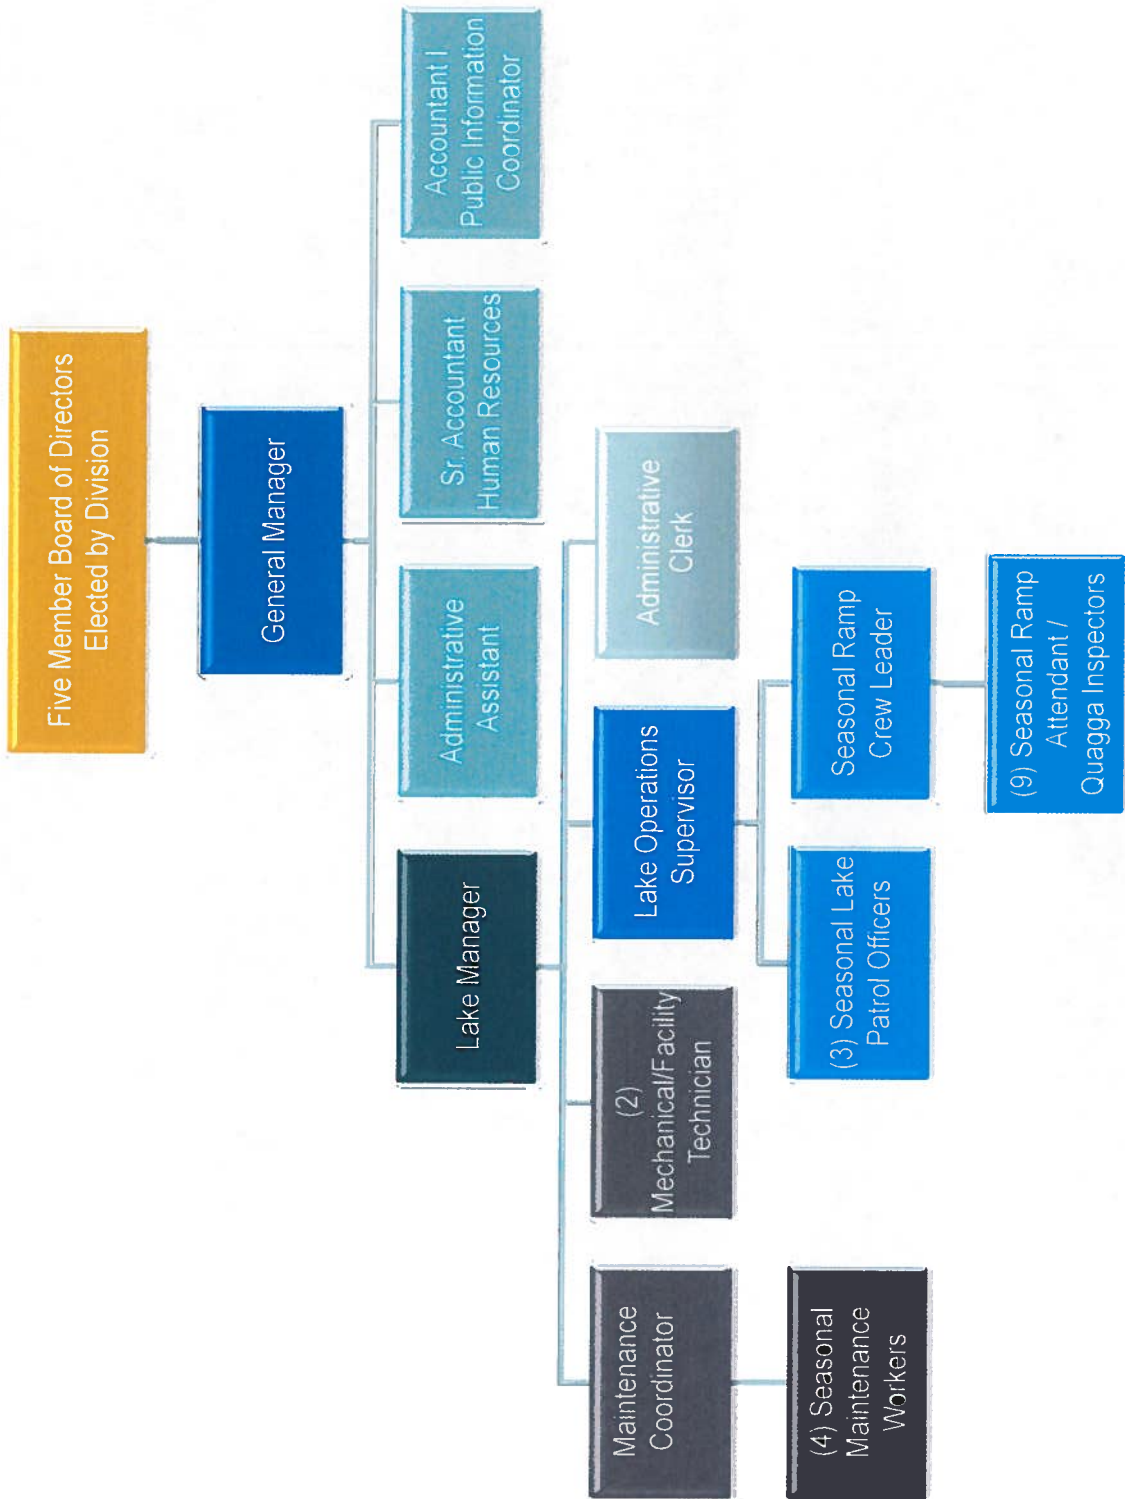 Five Member Board of Directors
Elected by Division
General Manager
Lake Manager
Administrative
Assistant
Sr. Accountant
Human Resources
Accountant I
Public Information
Coordinator
Maintenance
Coordinator
(2)
Mechanical/Facility
Technician
Lake Operations
Supervisor
Administrative
Clerk
(4) Seasonal
Maintenance
Workers
(3) Seasonal Lake
Patrol Officers
Seasonal Ramp
Crew Leader
(9) Seasonal Ramp
Attendant /
Quagga Inspectors